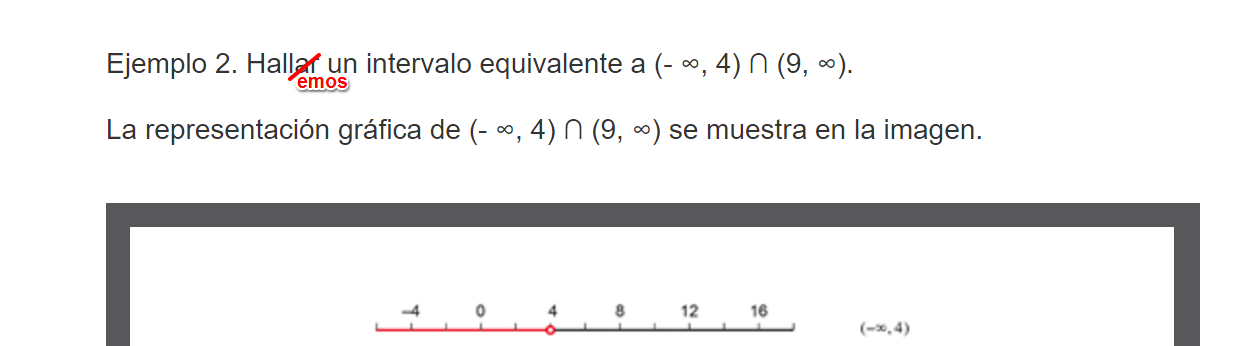 Ejemplo 2. Hallar un intervalo equivalente a (- ∞, 4) ∩ (9, ∞).
emos
La representación gráfica de (- ∞, 4) ∩ (9, ∞) se muestra en la imagen.
–4 0 4 8 12 16
(–∞, 4)